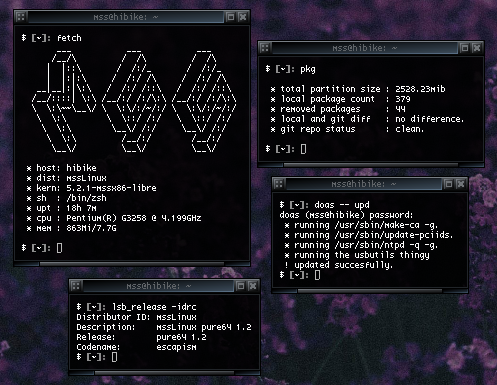 mss@hibike: ~
$ [~]: fetch
* host: hibike
* dist: mssLinux
* kern: 5.2.1-mssx86-libre
* sh  : /bin/zsh
* upt : 18h 7m
* cpu : Pentium(R) G3258 @ 4.199GHz
* mem : 863Mi/7.7G
$ [~]:
mss@hibike: ~
$ [~]: pkg
* total partition size : 2528.23mib
* local package count  : 379
* removed packages     : 44
* local and git diff   : no difference.
* git repo status      : clean.
$ [~]:
mss@hibike: ~
$ [~]: doas -- upd
doas (mss@hibike) password:
* running /usr/sbin/make-ca -g.
* running /usr/sbin/update-pciids.
* running /usr/sbin/ntpd -q -g.
* running the usbutils thingy
! updated succesfully.
$ [~]:
mss@hibike: ~
$ [~]: lsb_release -idrc
Distributor ID: mssLinux
Description:    mssLinux pure64 1.2
Release:        pure64 1.2
Codename:       escapism
$ [~]: